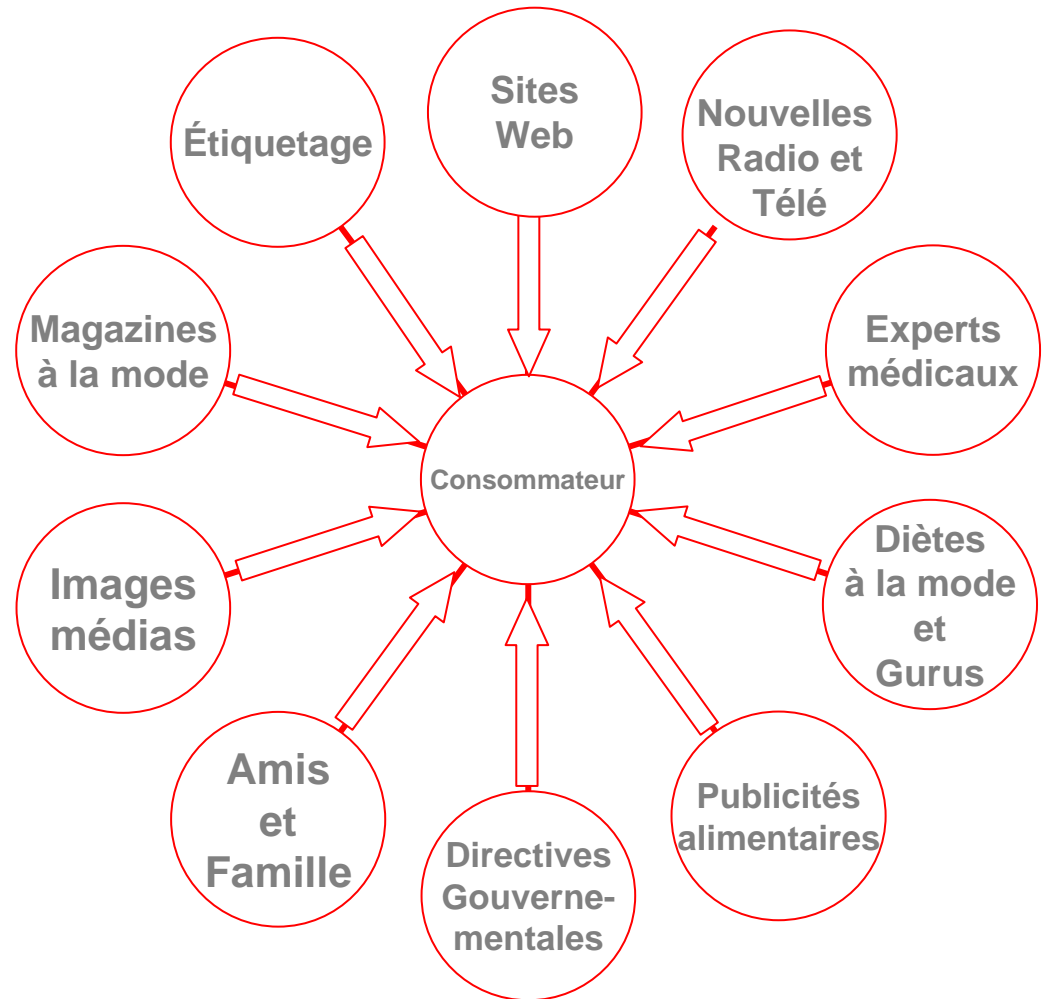 Sites
Web
Nouvelles
Radio et
Télé
Étiquetage
Experts
médicaux
Magazines
à la mode
Consommateur
Diètes
à la mode
et
Gurus
Images
médias
Publicités
alimentaires
Amis
et
Famille
Directives
Gouverne-
mentales